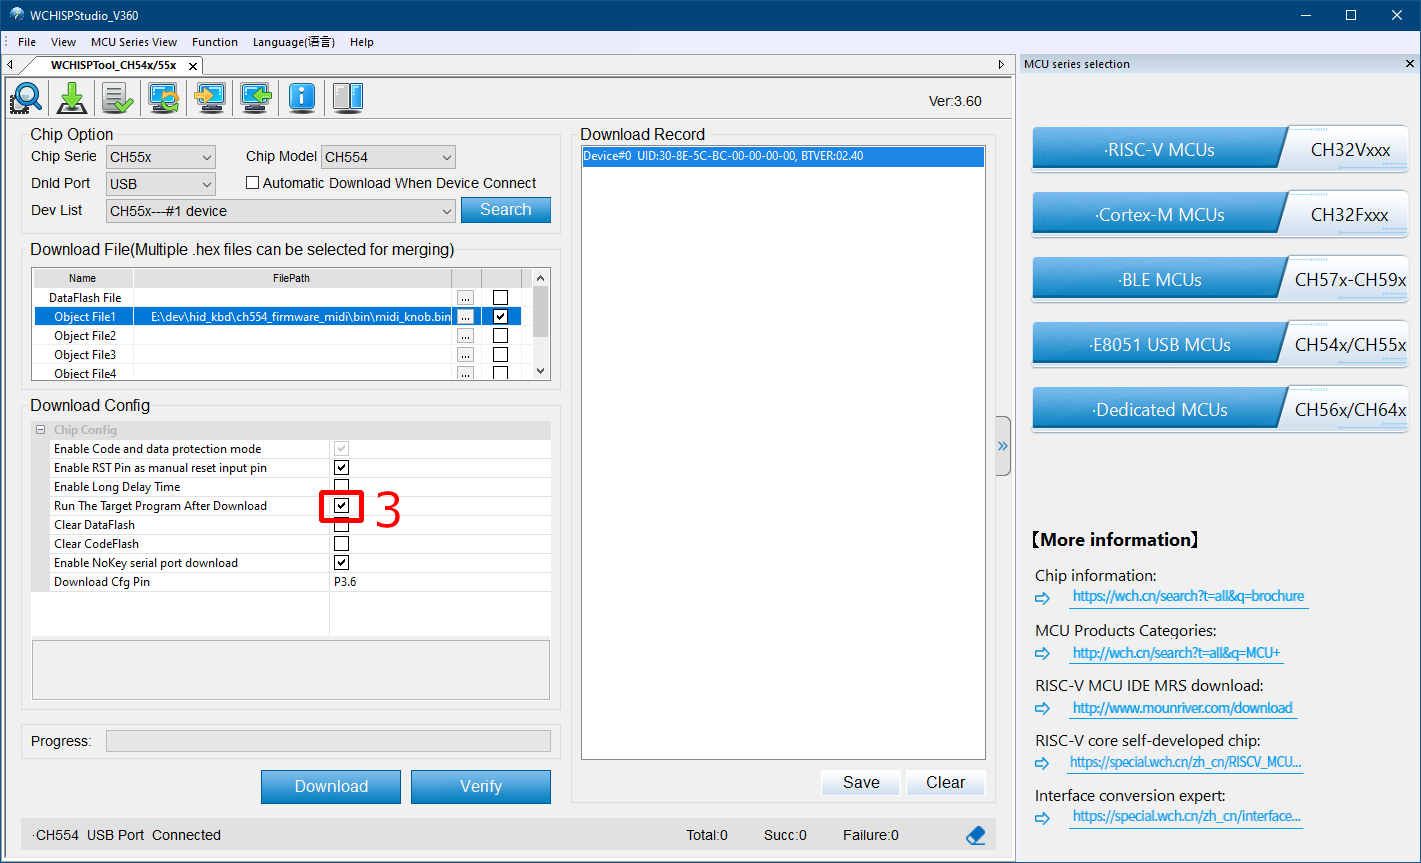 WCHISPStudio_V360
File View MCU Series View Function Language(语言) Help
WCHISPTool_CH54x/55x
MCU series selection
Ver:3.60
Chip Option
Chip Serie CH55x Chip Model CH554
Dnld Port USB Automatic Download When Device Connect
Dev List CH55x---#1 device Search
Download File(Multiple .hex files can be selected for merging)
Name FilePath
DataFlash File ...
Object File1 E:\dev\hid_kbd\ch554_firmware_midi\bin\midi_knob.bin ...
Object File2 ...
Object File3 ...
Object File4 ...
Download Config
Chip Config
Enable Code and data protection mode
Enable RST Pin as manual reset input pin
Enable Long Delay Time
Run The Target Program After Download 3
Clear DataFlash
Clear CodeFlash
Enable NoKey serial port download
Download Cfg Pin P3.6
Progress:
Download Verify
Download Record
Device#0 UID:30-8E-5C-BC-00-00-00-00, BTVER:02.40
Save Clear
·CH554 USB Port Connected Total:0 Succ:0 Failure:0
·RISC-V MCUs CH32Vxxx
·Cortex-M MCUs CH32Fxxx
·BLE MCUs CH57x-CH59x
·E8051 USB MCUs CH54x/CH55x
·Dedicated MCUs CH56x/CH64x
【More information】
Chip information:
https://wch.cn/search?t=all&q=brochure
MCU Products Categories:
http://wch.cn/search?t=all&q=MCU+
RISC-V MCU IDE MRS download:
http://www.mounriver.com/download
RISC-V core self-developed chip:
https://special.wch.cn/zh_cn/RISCV_MCU...
Interface conversion expert:
https://special.wch.cn/zh_cn/interface...